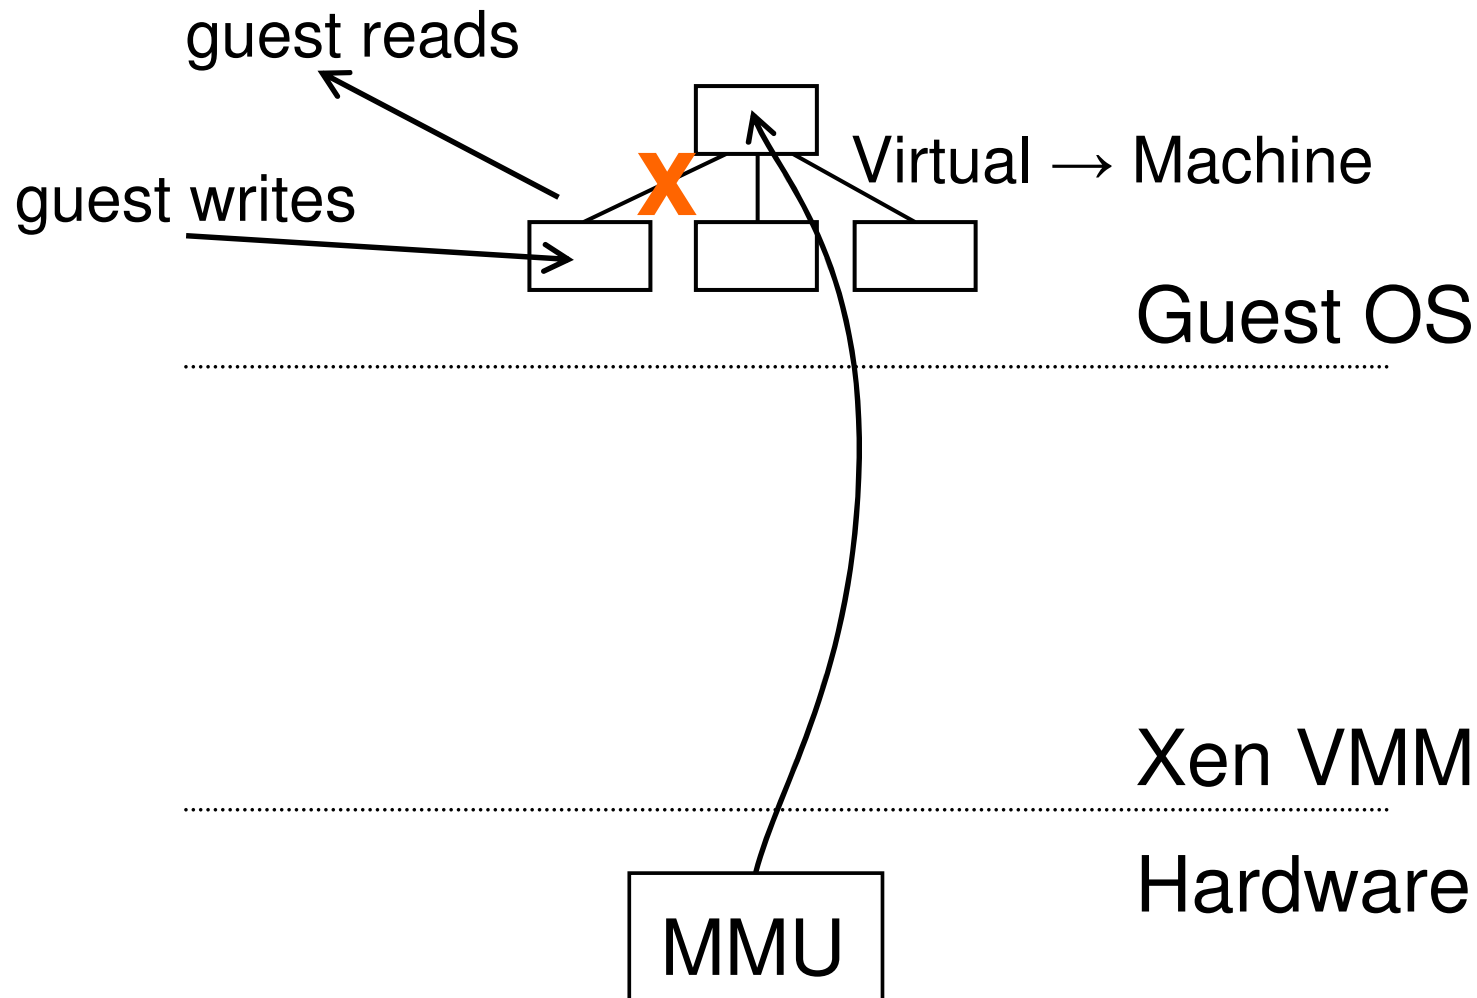 guest reads
Virtual → Machine
guest writes
X
Guest OS
Xen VMM
Hardware
MMU